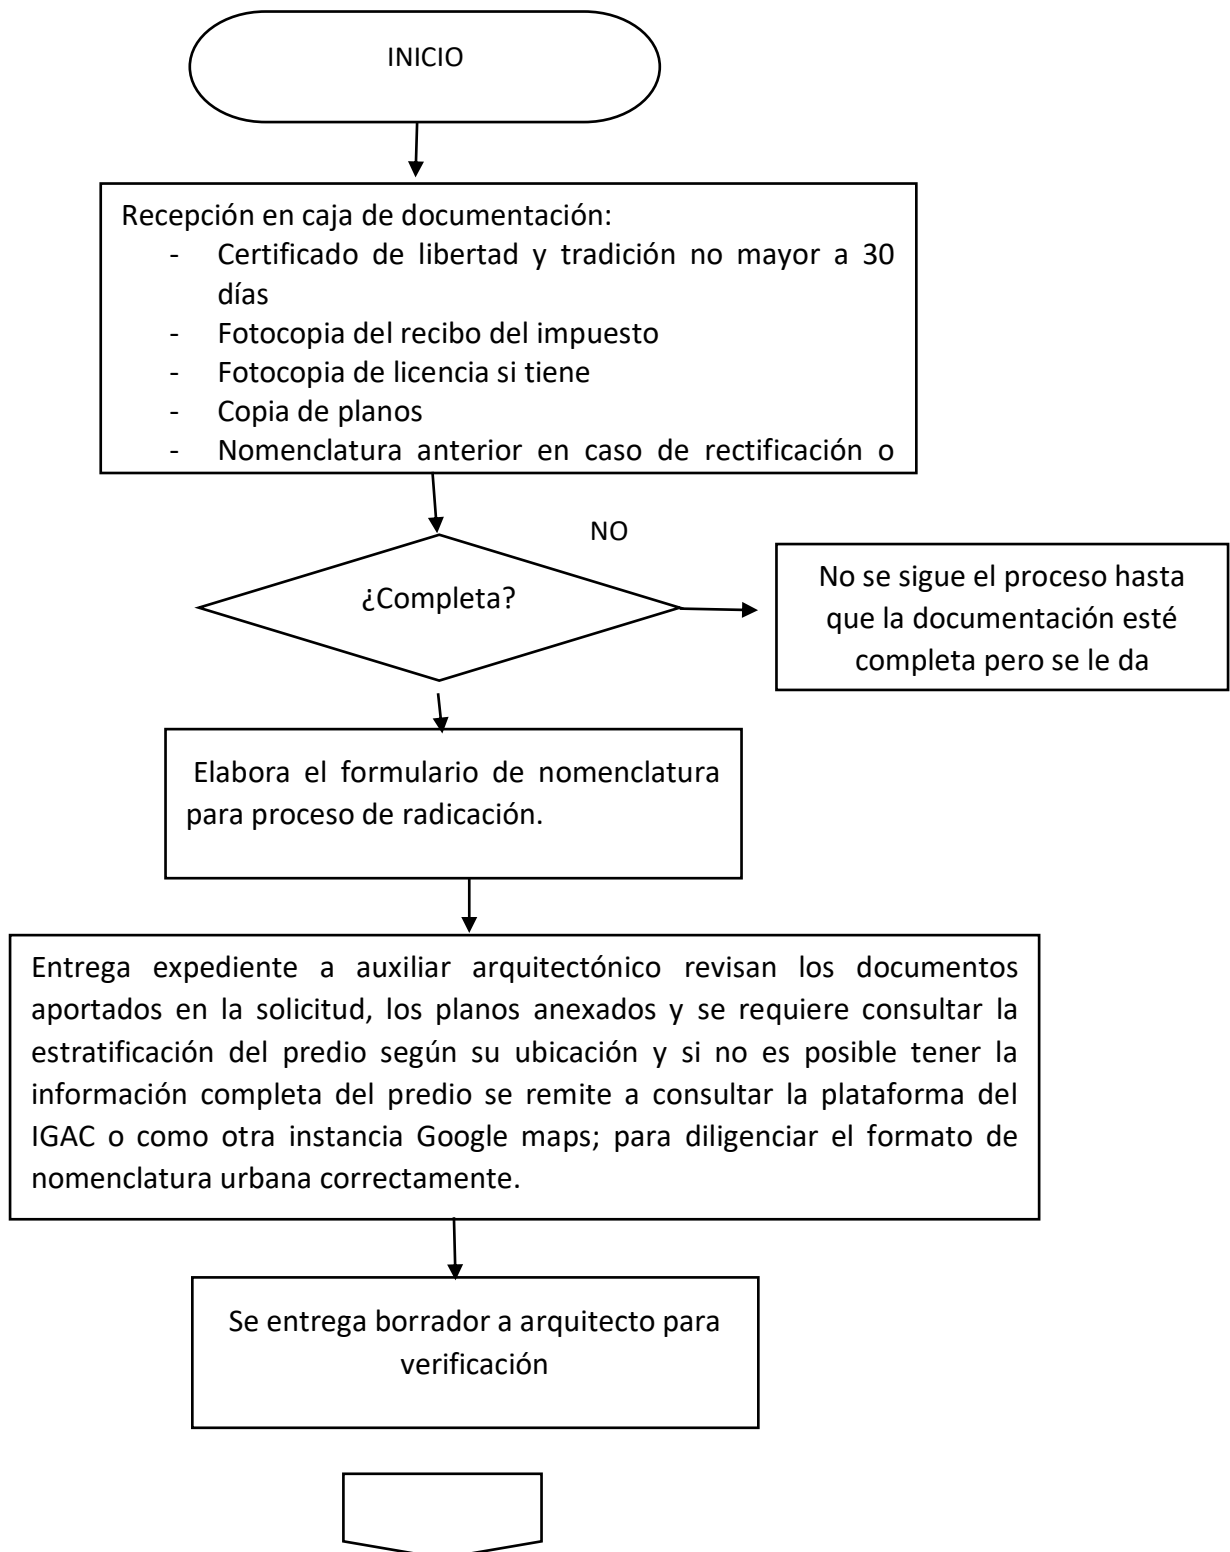 INICIO
Recepción en caja de documentación:
- Certificado de libertad y tradición no mayor a 30
días
- Fotocopia del recibo del impuesto
- Fotocopia de licencia si tiene
- Copia de planos
- Nomenclatura anterior en caso de rectificación o
NO
¿Completa?
No se sigue el proceso hasta
que la documentación esté
completa pero se le da
Elabora el formulario de nomenclatura
para proceso de radicación.
Entrega expediente a auxiliar arquitectónico revisan los documentos
aportados en la solicitud, los planos anexados y se requiere consultar la
estratificación del predio según su ubicación y si no es posible tener la
información completa del predio se remite a consultar la plataforma del
IGAC o como otra instancia Google maps; para diligenciar el formato de
nomenclatura urbana correctamente.
Se entrega borrador a arquitecto para
verificación